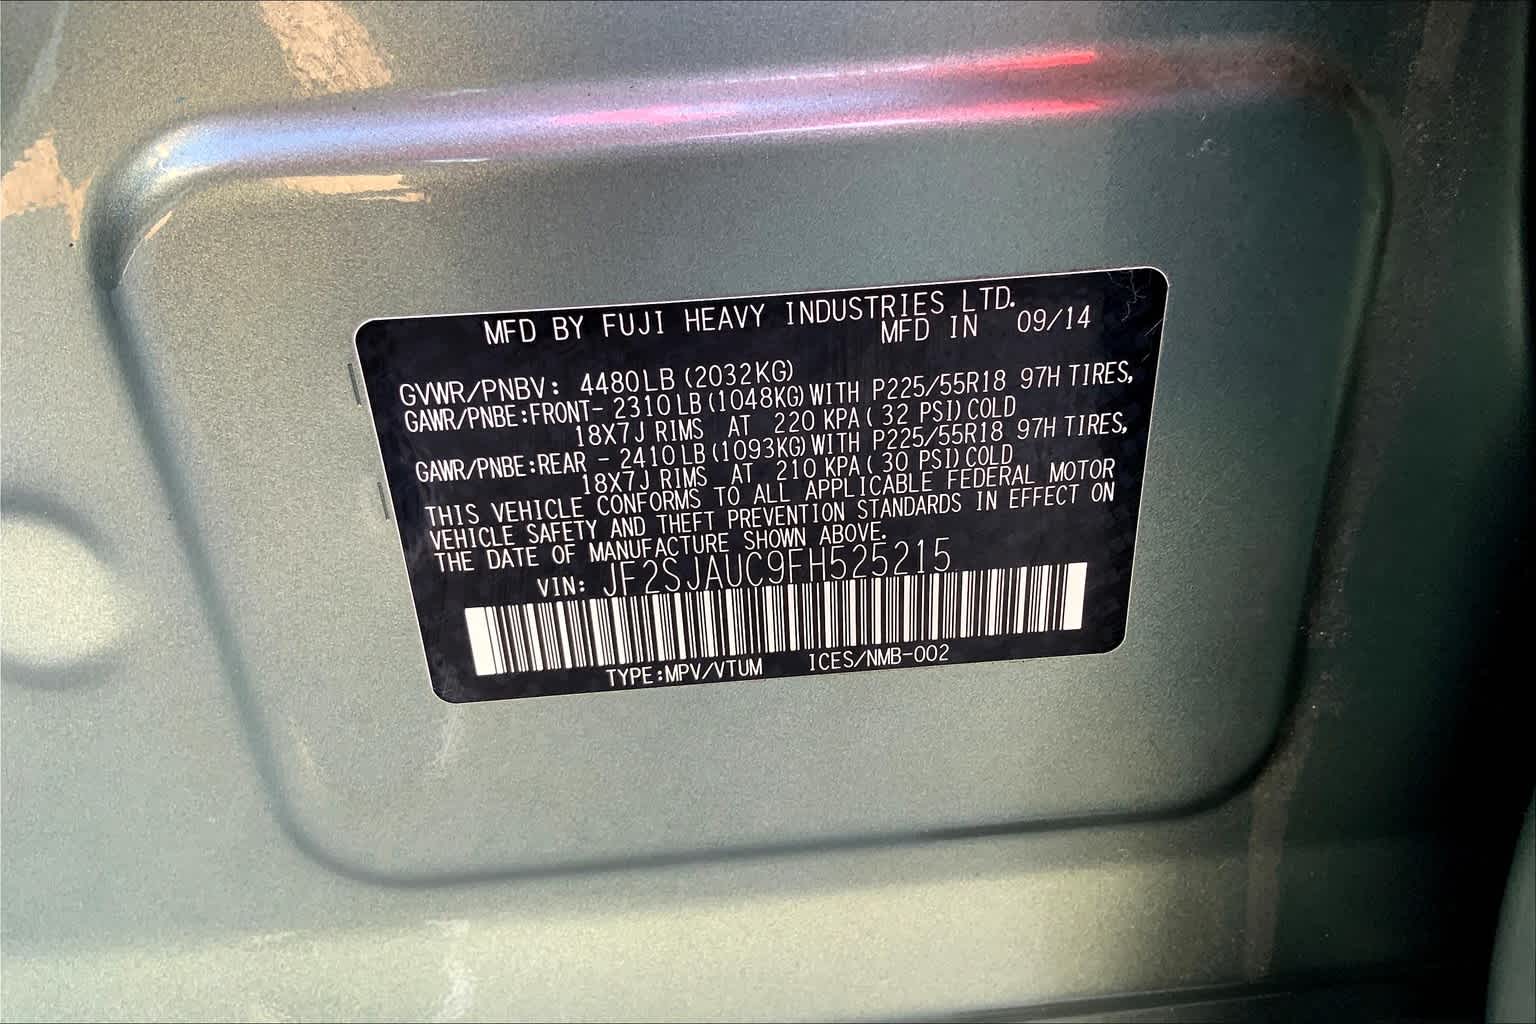 MFD BY FUJI HEAVY INDUSTRIES LTD.
MFD IN 09/14
GVWR/PNBV: 4480LB (2032KG)
GAWR/PNBE:FRONT- 2310LB (1048KG)WITH P225/55R18 97H TIRES,
18X7J RIMS AT 220 KPA( 32 PSI)COLD
GAWR/PNBE:REAR - 2410LB (1093KG)WITH P225/55R18 97H TIRES,
18X7J RIMS AT 210 KPA( 30 PSI)COLD
THIS VEHICLE CONFORMS TO ALL APPLICABLE FEDERAL MOTOR
VEHICLE SAFETY AND THEFT PREVENTION STANDARDS IN EFFECT ON
THE DATE OF MANUFACTURE SHOWN ABOVE.
VIN: JF2SJAUC9FH525215
TYPE:MPV/VTUM ICES/NMB-002